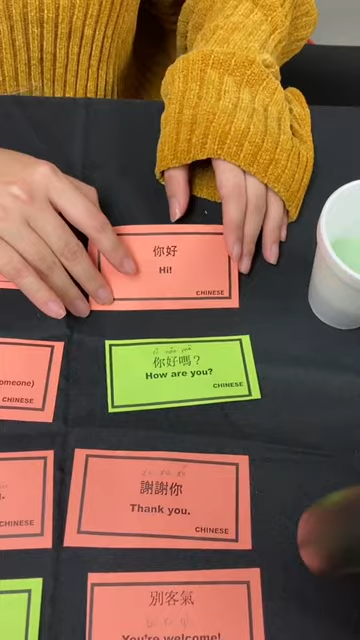 你好
Hi!
CHINESE
你好嗎？
How are you?
CHINESE
omeone)
CHINESE
謝謝你
Thank you.
CHINESE
CHINESE
別客氣
You're welcome!